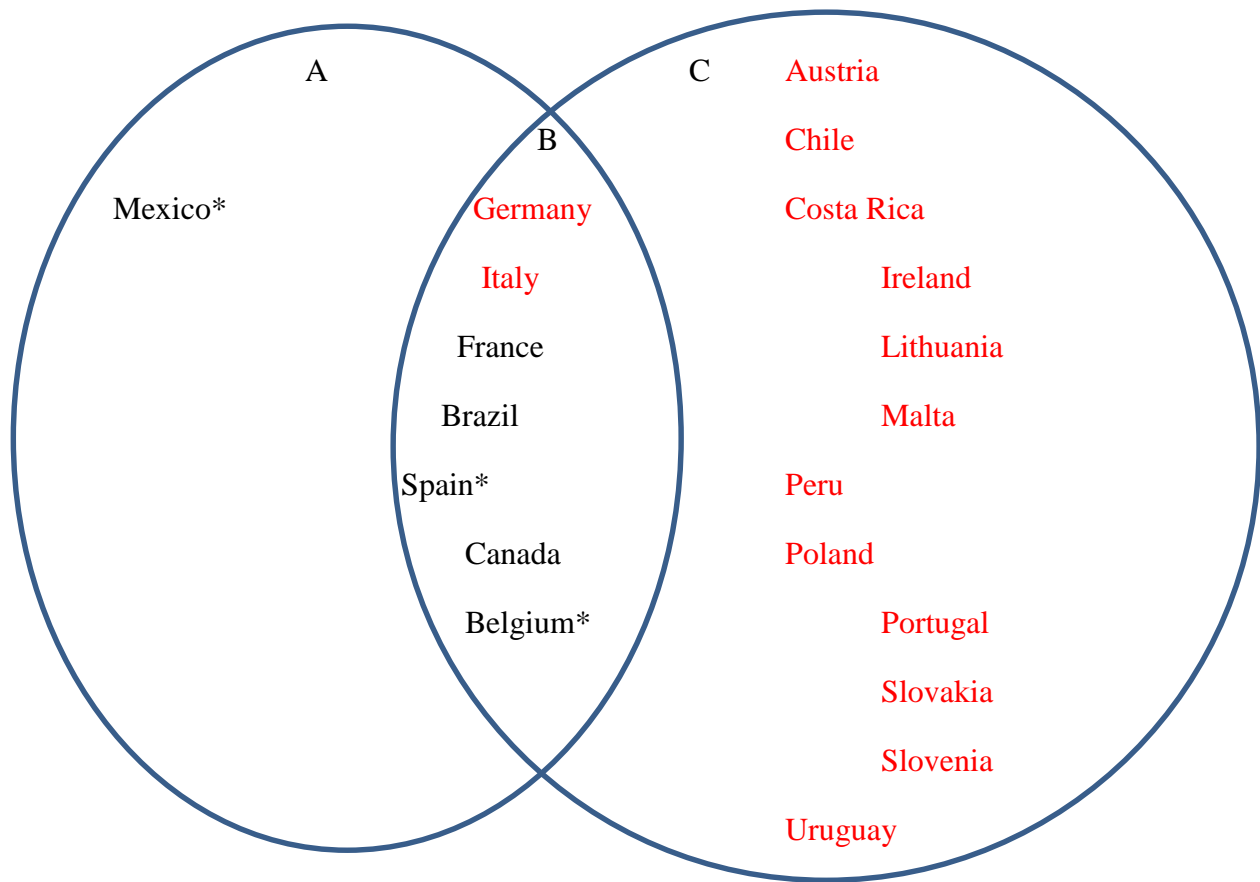 A C Austria
B Chile
Mexico* Germany Costa Rica
Italy Ireland
France Lithuania
Brazil Malta
Spain* Peru
Canada Poland
Belgium* Portugal
Slovakia
Slovenia
Uruguay